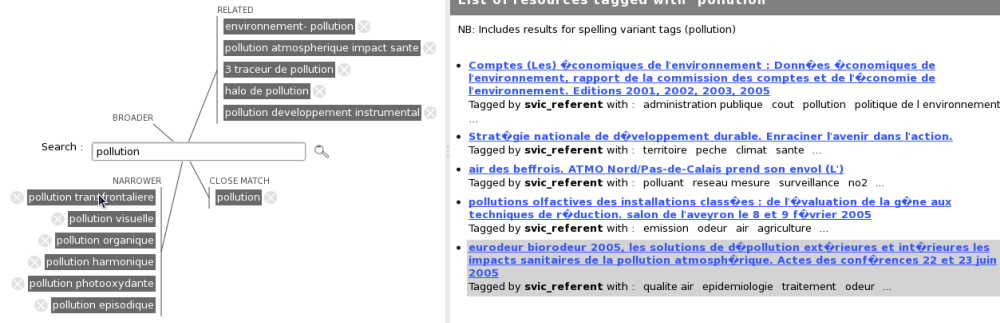 RELATED
environnement- pollution
pollution atmospherique impact sante
3 traceur de pollution
halo de pollution
pollution developpement instrumental
BROADER
Search :
pollution
NARROWER
pollution transfrontaliere
pollution visuelle
pollution organique
pollution harmonique
pollution photooxydante
pollution episodique
CLOSE MATCH
pollution
List of resources tagged with "pollution"
NB: Includes results for spelling variant tags (pollution)
Comptes (Les) �conomiques de l'environnement : Donn�es �conomiques de
l'environnement, rapport de la commission des comptes et de l'�conomie de
l'environnement. Editions 2001, 2002, 2003, 2005
Tagged by svic_referent with : administration publique cout pollution politique de l environnement
...
Strat�gie nationale de d�veloppement durable. Enraciner l'avenir dans l'action.
Tagged by svic_referent with : territoire peche climat sante ...
air des beffrois, ATMO Nord/Pas-de-Calais prend son envol (L')
Tagged by svic_referent with : polluant reseau mesure surveillance no2 ...
pollutions olfactives des installations class�es : de l'�valuation de la g�ne aux
techniques de r�duction. salon de l'aveyron le 8 et 9 f�vrier 2005
Tagged by svic_referent with : emission odeur air agriculture ...
eurodeur biorodeur 2005, les solutions de d�pollution ext�rieures et int�rieures les
impacts sanitaires de la pollution atmosph�rique. Actes des conf�rences 22 et 23 juin
2005
Tagged by svic_referent with : qualite air epidemiologie traitement odeur ...